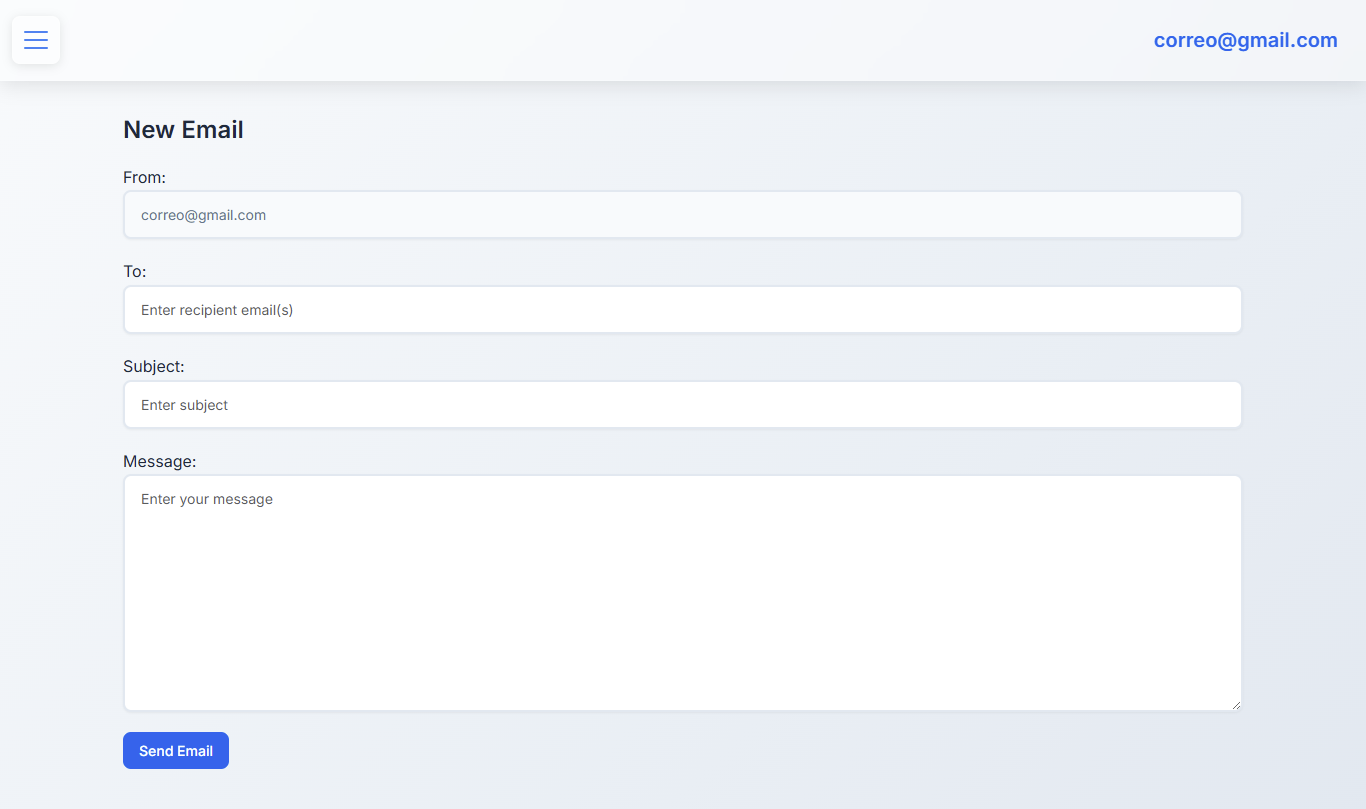 correo@gmail.com
New Email
From:
correo@gmail.com
To:
Enter recipient email(s)
Subject:
Enter subject
Message:
Enter your message
Send Email